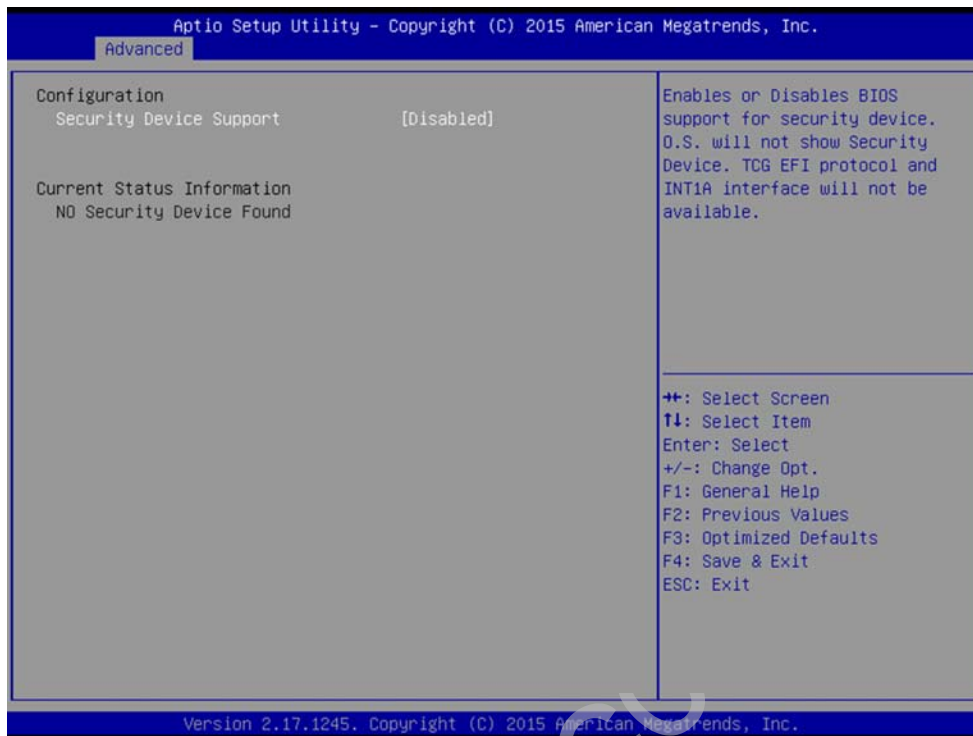 Aptio Setup Utility – Copyright (C) 2015 American Megatrends, Inc.
Advanced
Configuration
Security Device Support [Disabled]
Current Status Information
NO Security Device Found
Enables or Disables BIOS
support for security device.
O.S. will not show Security
Device. TCG EFI protocol and
INT1A interface will not be
available.
→←: Select Screen
↑↓: Select Item
Enter: Select
+/-: Change Opt.
F1: General Help
F2: Previous Values
F3: Optimized Defaults
F4: Save & Exit
ESC: Exit
Version 2.17.1245. Copyright (C) 2015 American Megatrends, Inc.